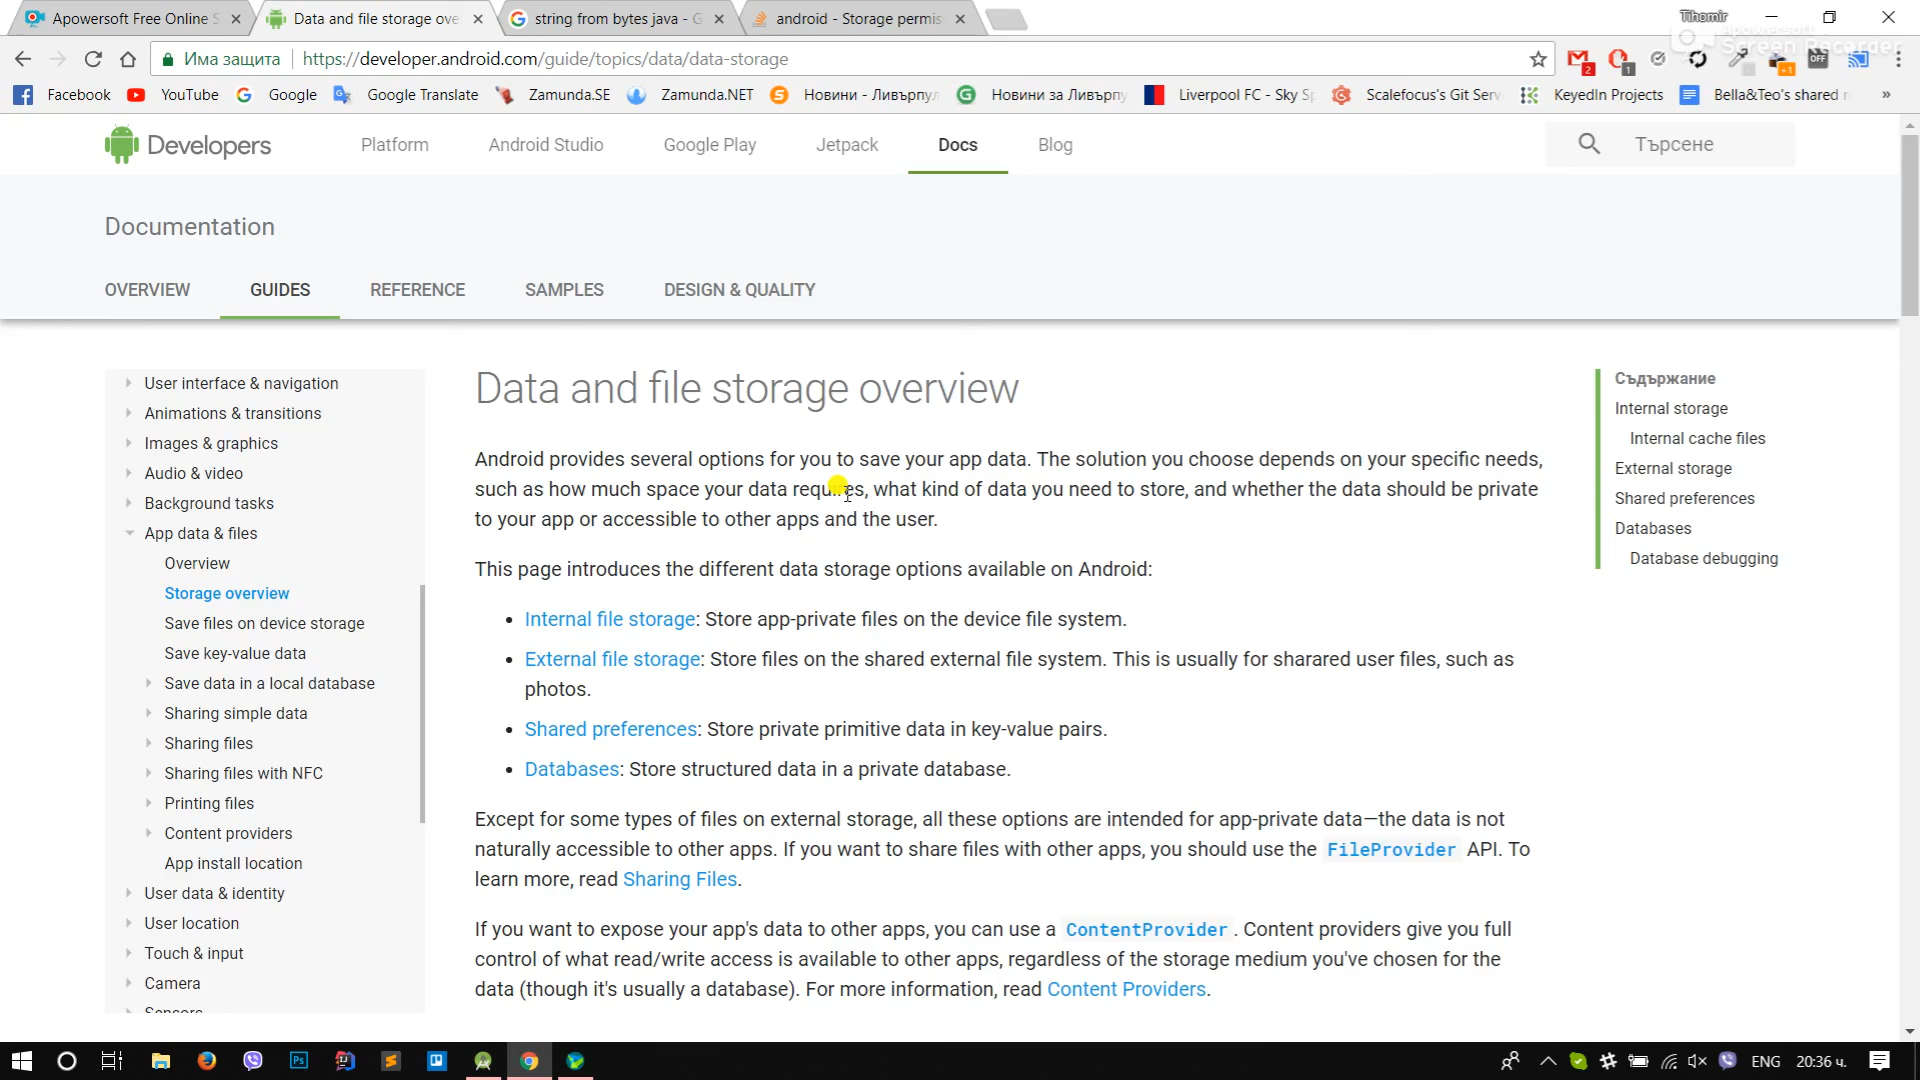 Apowersoft Free Online S
Data and file storage ove
string from bytes java - G
android - Storage permis
Tihomir
Има защита
https://developer.android.com/guide/topics/data/data-storage
Facebook
YouTube
Google
Google Translate
Zamunda.SE
Zamunda.NET
Новини - Ливърпул
Новини за Ливърпу
Liverpool FC - Sky Sp
Scalefocus's Git Serv
KeyedIn Projects
Bella&Teo's shared r
»
Apowersoft
Screen Recorder
2
1
+1
OFF
Developers
Platform
Android Studio
Google Play
Jetpack
Docs
Blog
Търсене
Documentation
OVERVIEW
GUIDES
REFERENCE
SAMPLES
DESIGN & QUALITY
User interface & navigation
Animations & transitions
Images & graphics
Audio & video
Background tasks
App data & files
Overview
Storage overview
Save files on device storage
Save key-value data
Save data in a local database
Sharing simple data
Sharing files
Sharing files with NFC
Printing files
Content providers
App install location
User data & identity
User location
Touch & input
Camera
Sensors
Data and file storage overview
Android provides several options for you to save your app data. The solution you choose depends on your specific needs,
such as how much space your data requires, what kind of data you need to store, and whether the data should be private
to your app or accessible to other apps and the user.
This page introduces the different data storage options available on Android:
• Internal file storage: Store app-private files on the device file system.
• External file storage: Store files on the shared external file system. This is usually for sharared user files, such as
photos.
• Shared preferences: Store private primitive data in key-value pairs.
• Databases: Store structured data in a private database.
Except for some types of files on external storage, all these options are intended for app-private data—the data is not
naturally accessible to other apps. If you want to share files with other apps, you should use the FileProvider API. To
learn more, read Sharing Files.
If you want to expose your app's data to other apps, you can use a ContentProvider. Content providers give you full
control of what read/write access is available to other apps, regardless of the storage medium you've chosen for the
data (though it's usually a database). For more information, read Content Providers.
Съдържание
Internal storage
Internal cache files
External storage
Shared preferences
Databases
Database debugging
Ps
ENG
20:36 ч.